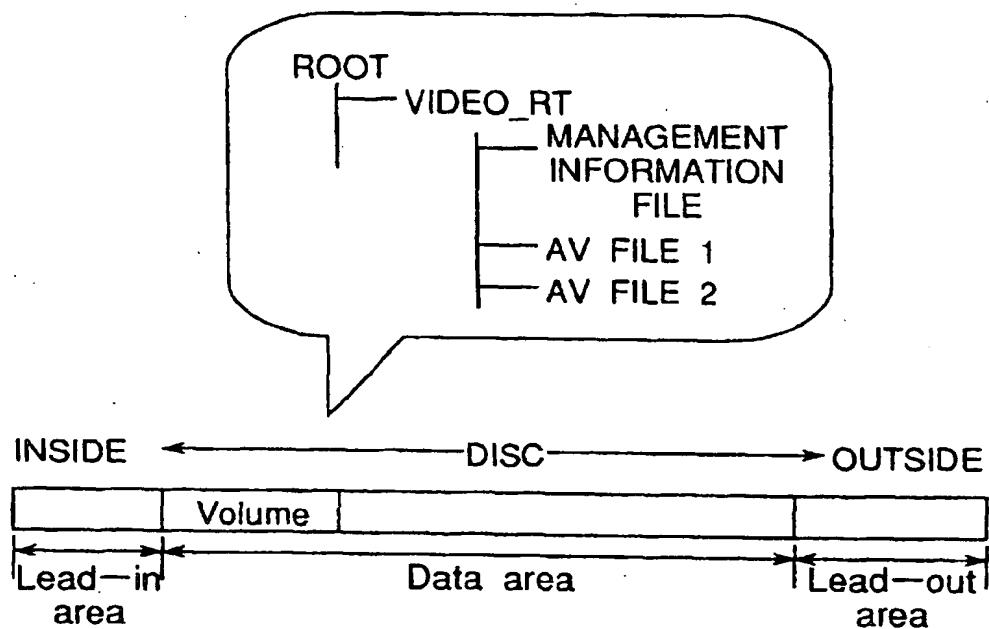 ROOT
VIDEO_RT
MANAGEMENT
INFORMATION
FILE
AV FILE 1
AV FILE 2
INSIDE DISC OUTSIDE
Volume
Lead-in Data area Lead-out
area area